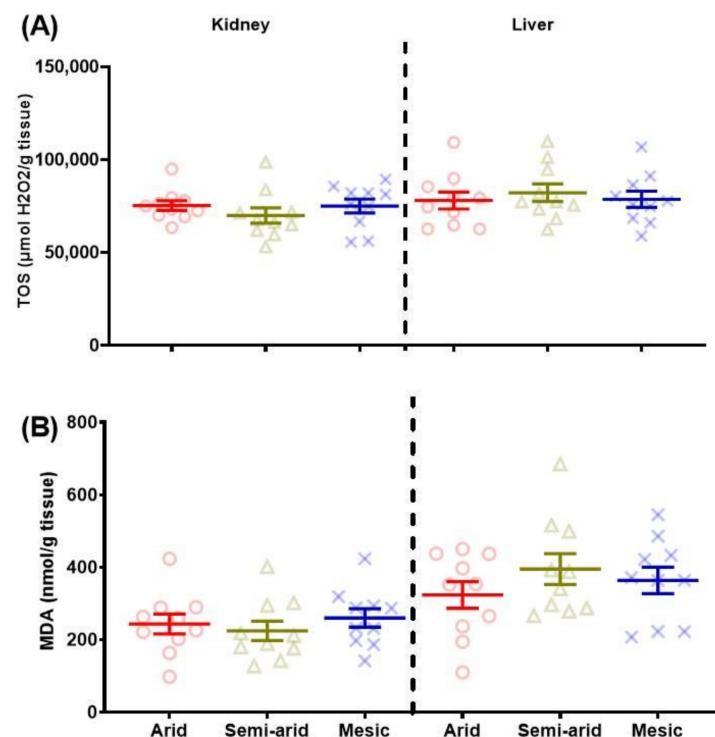 (A)
Kidney
Liver
150,000
100,000
50,000
0
TOS (µmol H2O2/g tissue)
(B)
800
600
400
200
0
MDA (nmol/g tissue)
Arid Semi-arid Mesic Arid Semi-arid Mesic